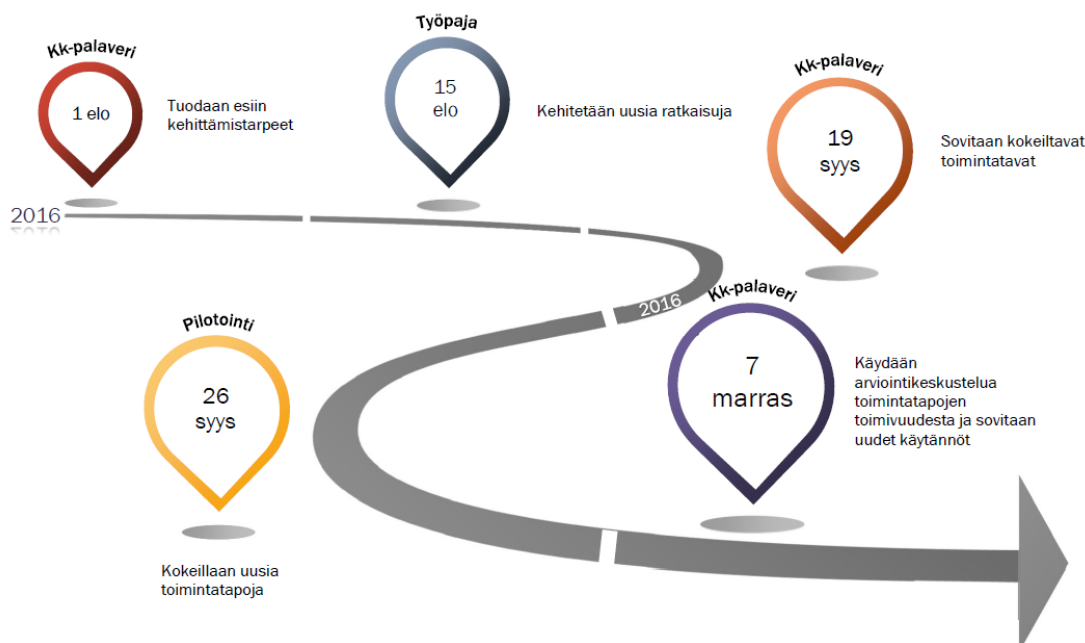 Kk-palaveri
1 elo
Tuodaan esiin
kehittämistarpeet
Työpaja
15
elo
Kehitetään uusia ratkaisuja
Kk-palaveri
19
syys
Sovitaan kokeiltavat
toimintatavat
2016
2016
Pilotointi
26
syys
Kokeillaan uusia
toimintatapoja
Kk-palaveri
7
marras
Käydään
arviointikeskustelua
toimintatapojen
toimivuudesta ja sovitaan
uudet käytännöt